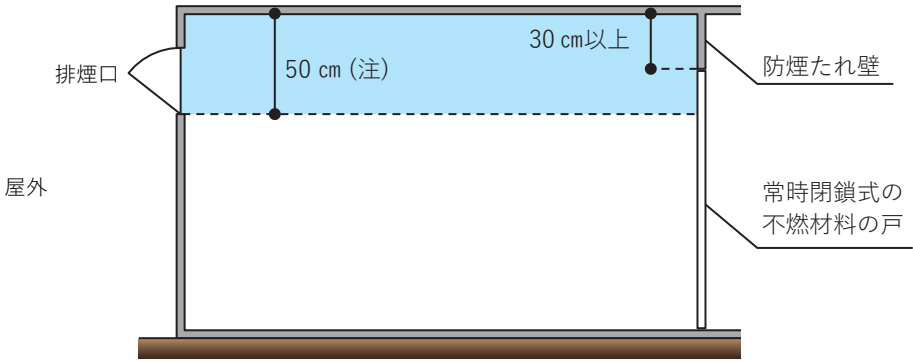 30 cm以上
50 cm (注)
排煙口
防煙たれ壁
屋外
常時閉鎖式の
不燃材料の戸